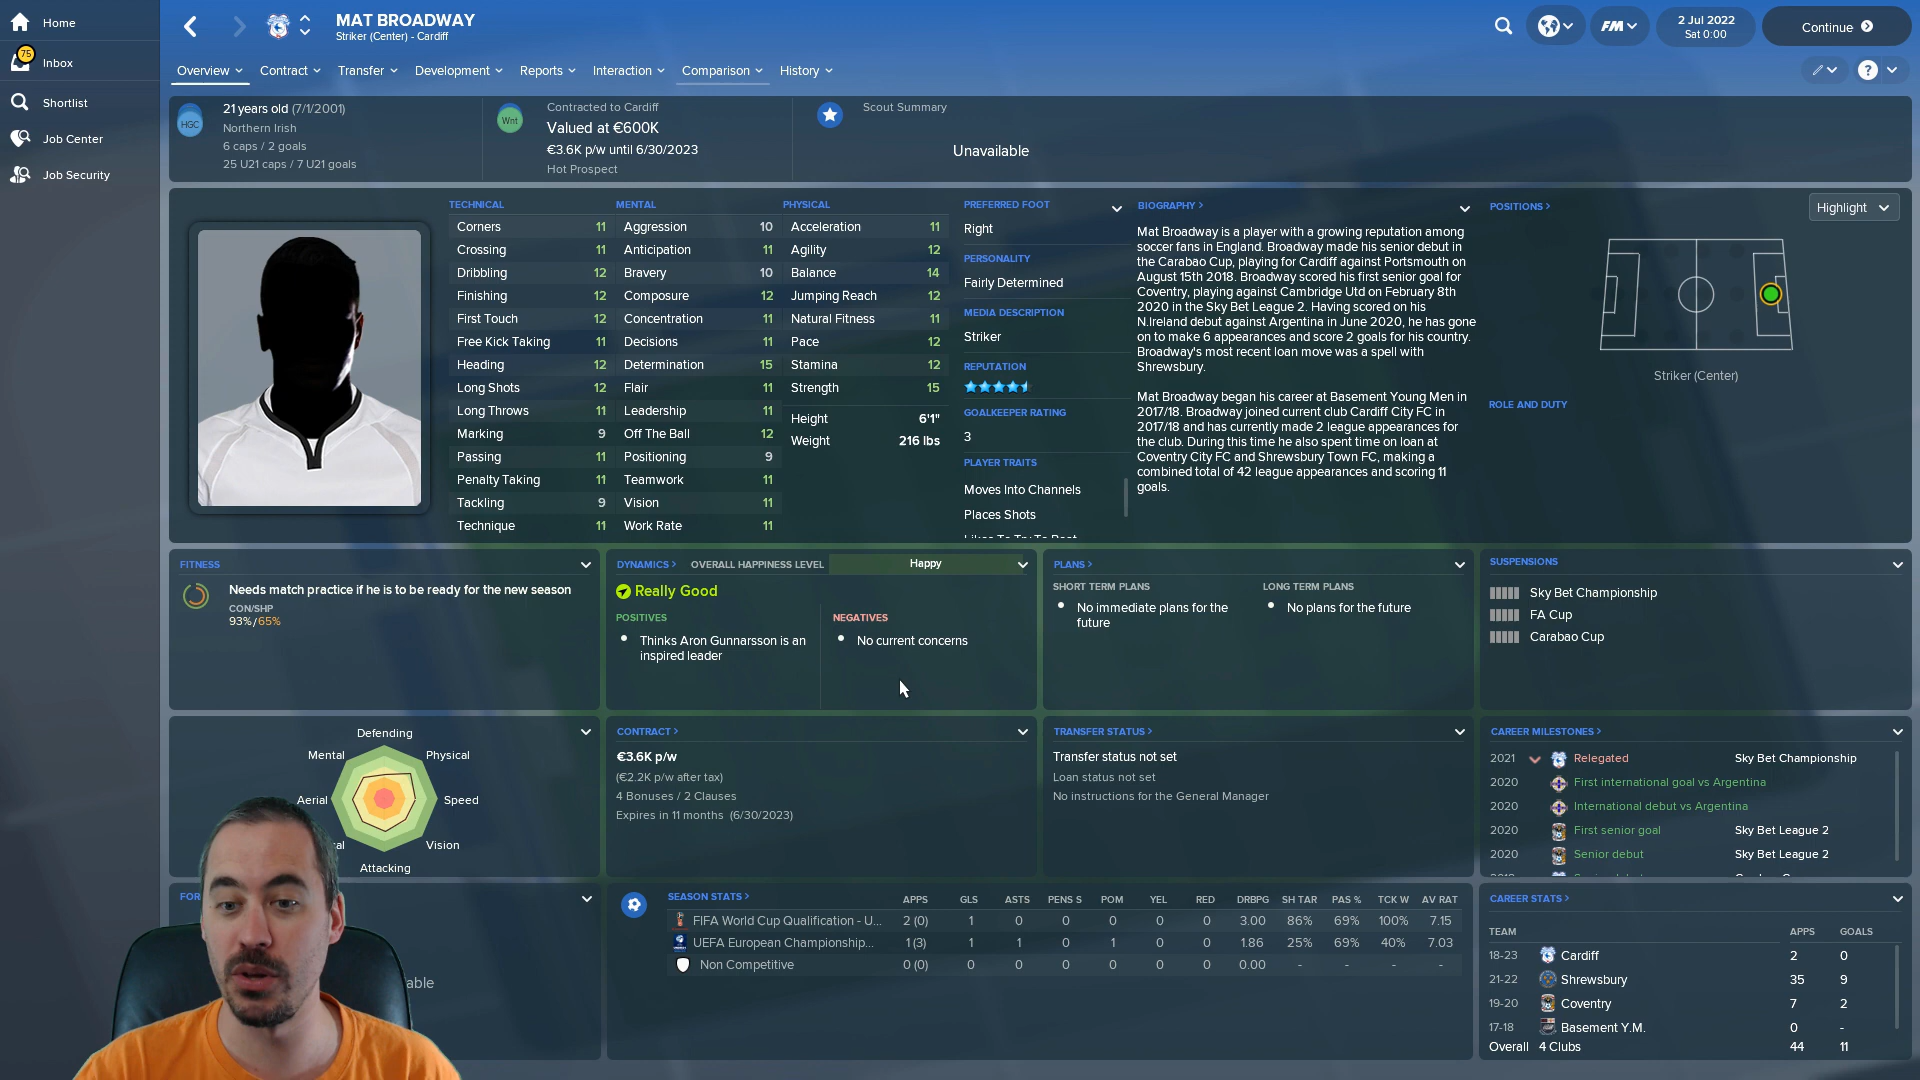 Home
Inbox
75
Shortlist
Job Center
Job Security
MAT BROADWAY
Striker (Center) - Cardiff
FM
2 Jul 2022
Sat 0:00
Continue
Overview
Contract
Transfer
Development
Reports
Interaction
Comparison
History
?
HGC
21 years old (7/1/2001)
Northern Irish
6 caps / 2 goals
25 U21 caps / 7 U21 goals
Wnt
Contracted to Cardiff
Valued at €600K
€3.6K p/w until 6/30/2023
Hot Prospect
Scout Summary
Unavailable
TECHNICAL
Corners 11
Crossing 11
Dribbling 12
Finishing 12
First Touch 12
Free Kick Taking 11
Heading 12
Long Shots 12
Long Throws 11
Marking 9
Passing 11
Penalty Taking 11
Tackling 9
Technique 11
MENTAL
Aggression 10
Anticipation 11
Bravery 10
Composure 12
Concentration 11
Decisions 11
Determination 15
Flair 11
Leadership 11
Off The Ball 12
Positioning 9
Teamwork 11
Vision 11
Work Rate 11
PHYSICAL
Acceleration 11
Agility 12
Balance 14
Jumping Reach 12
Natural Fitness 11
Pace 12
Stamina 12
Strength 15
Height 6'1"
Weight 216 lbs
PREFERRED FOOT
Right
PERSONALITY
Fairly Determined
MEDIA DESCRIPTION
Striker
REPUTATION
GOALKEEPER RATING
3
PLAYER TRAITS
Moves Into Channels
Places Shots
BIOGRAPHY >
Mat Broadway is a player with a growing reputation among
soccer fans in England. Broadway made his senior debut in
the Carabao Cup, playing for Cardiff against Portsmouth on
August 15th 2018. Broadway scored his first senior goal for
Coventry, playing against Cambridge Utd on February 8th
2020 in the Sky Bet League 2. Having scored on his
N.Ireland debut against Argentina in June 2020, he has gone
on to make 6 appearances and score 2 goals for his country.
Broadway's most recent loan move was a spell with
Shrewsbury.
Mat Broadway began his career at Basement Young Men in
2017/18. Broadway joined current club Cardiff City FC in
2017/18 and has currently made 2 league appearances for
the club. During this time he also spent time on loan at
Coventry City FC and Shrewsbury Town FC, making a
combined total of 42 league appearances and scoring 11
goals.
POSITIONS >
Highlight
Striker (Center)
ROLE AND DUTY
FITNESS
Needs match practice if he is to be ready for the new season
CON/SHP
93%/65%
DYNAMICS > OVERALL HAPPINESS LEVEL Happy
Really Good
POSITIVES
Thinks Aron Gunnarsson is an
inspired leader
NEGATIVES
No current concerns
PLANS >
SHORT TERM PLANS
No immediate plans for the
future
LONG TERM PLANS
No plans for the future
SUSPENSIONS
Sky Bet Championship
FA Cup
Carabao Cup
Defending
Mental
Physical
Aerial
Speed
Vision
Attacking
CONTRACT >
€3.6K p/w
(€2.2K p/w after tax)
4 Bonuses / 2 Clauses
Expires in 11 months (6/30/2023)
TRANSFER STATUS >
Transfer status not set
Loan status not set
No instructions for the General Manager
CAREER MILESTONES >
2021 Relegated Sky Bet Championship
2020 First international goal vs Argentina
2020 International debut vs Argentina
2020 First senior goal Sky Bet League 2
2020 Senior debut Sky Bet League 2
SEASON STATS > APPS GLS ASTS PENS S POM YEL RED DRBPG SH TAR PAS % TCK W AV RAT
FIFA World Cup Qualification - U... 2 (0) 1 0 0 0 0 0 3.00 86% 69% 100% 7.15
UEFA European Championship... 1 (3) 1 1 0 1 0 0 1.86 25% 69% 40% 7.03
Non Competitive 0 (0) 0 0 0 0 0 0 0.00 - - - -
CAREER STATS >
TEAM APPS GOALS
18-23 Cardiff 2 0
21-22 Shrewsbury 35 9
19-20 Coventry 7 2
17-18 Basement Y.M. 0 -
Overall 4 Clubs 44 11